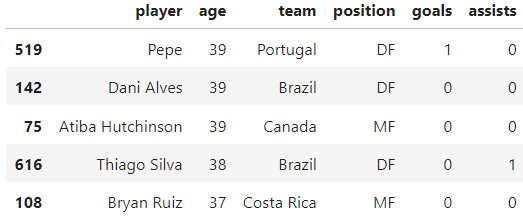 player age team position goals assists
519 Pepe 39 Portugal DF 1 0
142 Dani Alves 39 Brazil DF 0 0
75 Atiba Hutchinson 39 Canada MF 0 0
616 Thiago Silva 38 Brazil DF 0 1
108 Bryan Ruiz 37 Costa Rica MF 0 0